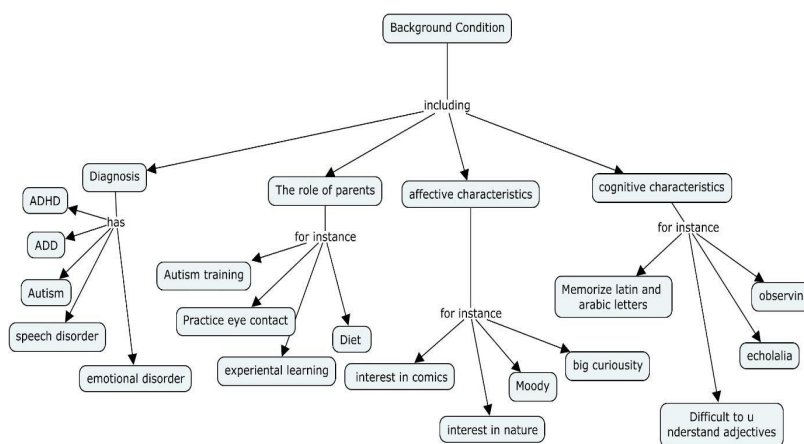 Background Condition
including
Diagnosis
The role of parents
affective characteristics
cognitive characteristics
has
ADHD
ADD
Autism
speech disorder
emotional disorder
for instance
Autism training
Practice eye contact
experiental learning
Diet
for instance
interest in comics
interest in nature
Moody
big curiousity
for instance
Memorize latin and
arabic letters
Difficult to u
nderstand adjectives
echolalia
observin